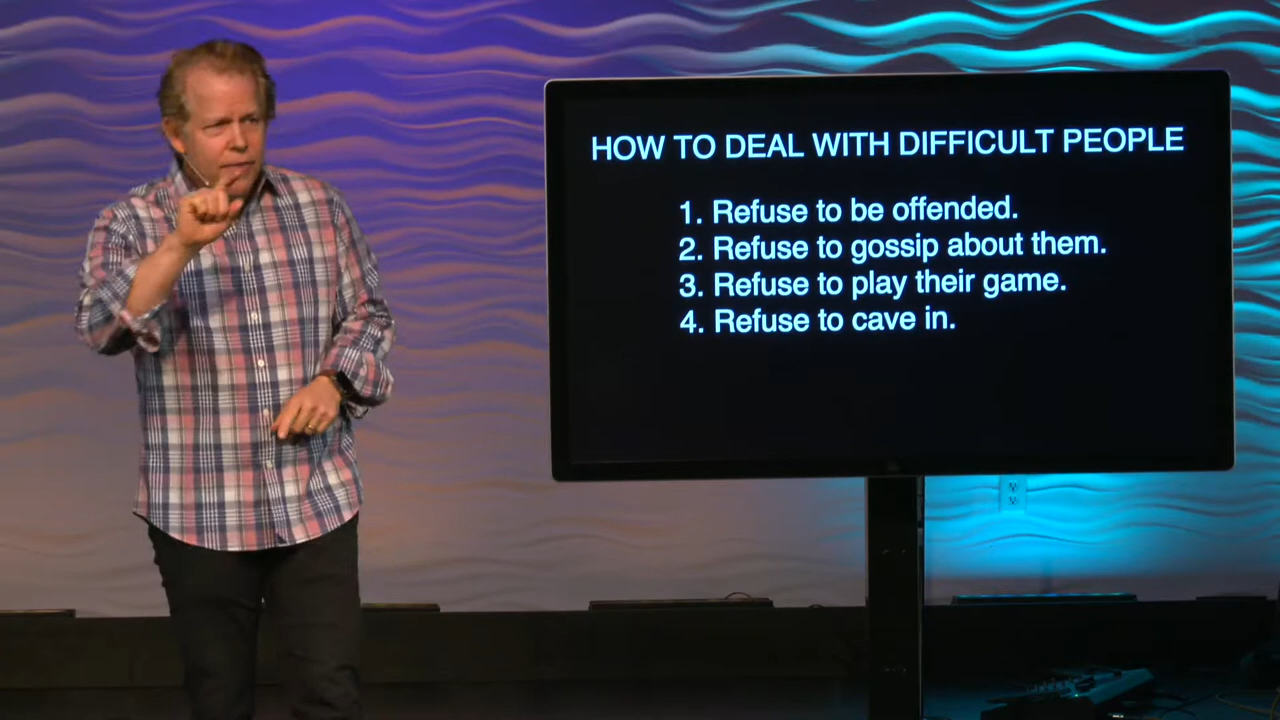 HOW TO DEAL WITH DIFFICULT PEOPLE
1. Refuse to be offended.
2. Refuse to gossip about them.
3. Refuse to play their game.
4. Refuse to cave in.